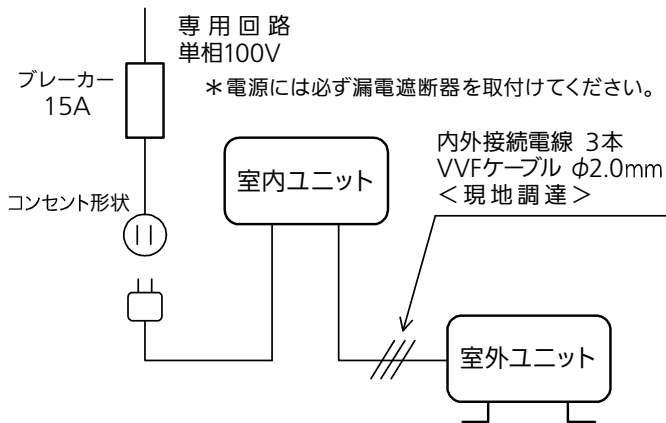 専用回路
単相100V
ブレーカー
15A
＊電源には必ず漏電遮断器を取付けてください。
内外接続電線 3本
VVFケーブル φ2.0mm
＜現地調達＞
室内ユニット
コンセント形状
室外ユニット